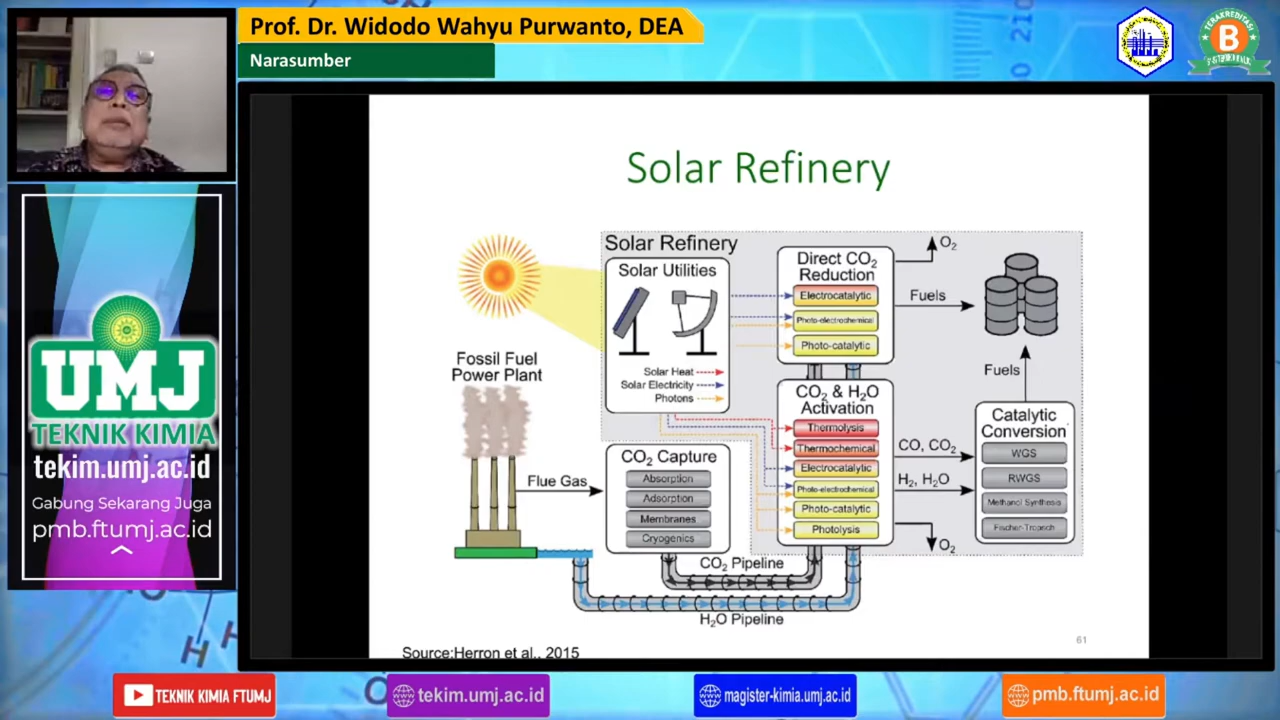 Prof. Dr. Widodo Wahyu Purwanto, DEA
Narasumber
TERAKREDITASI
B
UMJ
TEKNIK KIMIA
tekim.umj.ac.id
Gabung Sekarang Juga
pmb.ftumj.ac.id
Solar Refinery
Solar Refinery
Solar Utilities
Solar Heat
Solar Electricity
Photons
Fossil Fuel
Power Plant
Flue Gas
CO₂ Capture
Absorption
Adsorption
Membranes
Cryogenics
Direct CO₂
Reduction
Electrocatalytic
Photo-electrochemical
Photo-catalytic
O₂
Fuels
CO₂ & H₂O
Activation
Thermolysis
Thermochemical
Electrocatalytic
Photo-electrochemical
Photo-catalytic
Photolysis
CO, CO₂
H₂, H₂O
O₂
Fuels
Catalytic
Conversion
WGS
RWGS
Methanol Synthesis
Fischer-Tropsch
CO₂ Pipeline
H₂O Pipeline
61
Source:Herron et al., 2015
TEKNIK KIMIA FTUMJ
tekim.umj.ac.id
magister-kimia.umj.ac.id
pmb.ftumj.ac.id